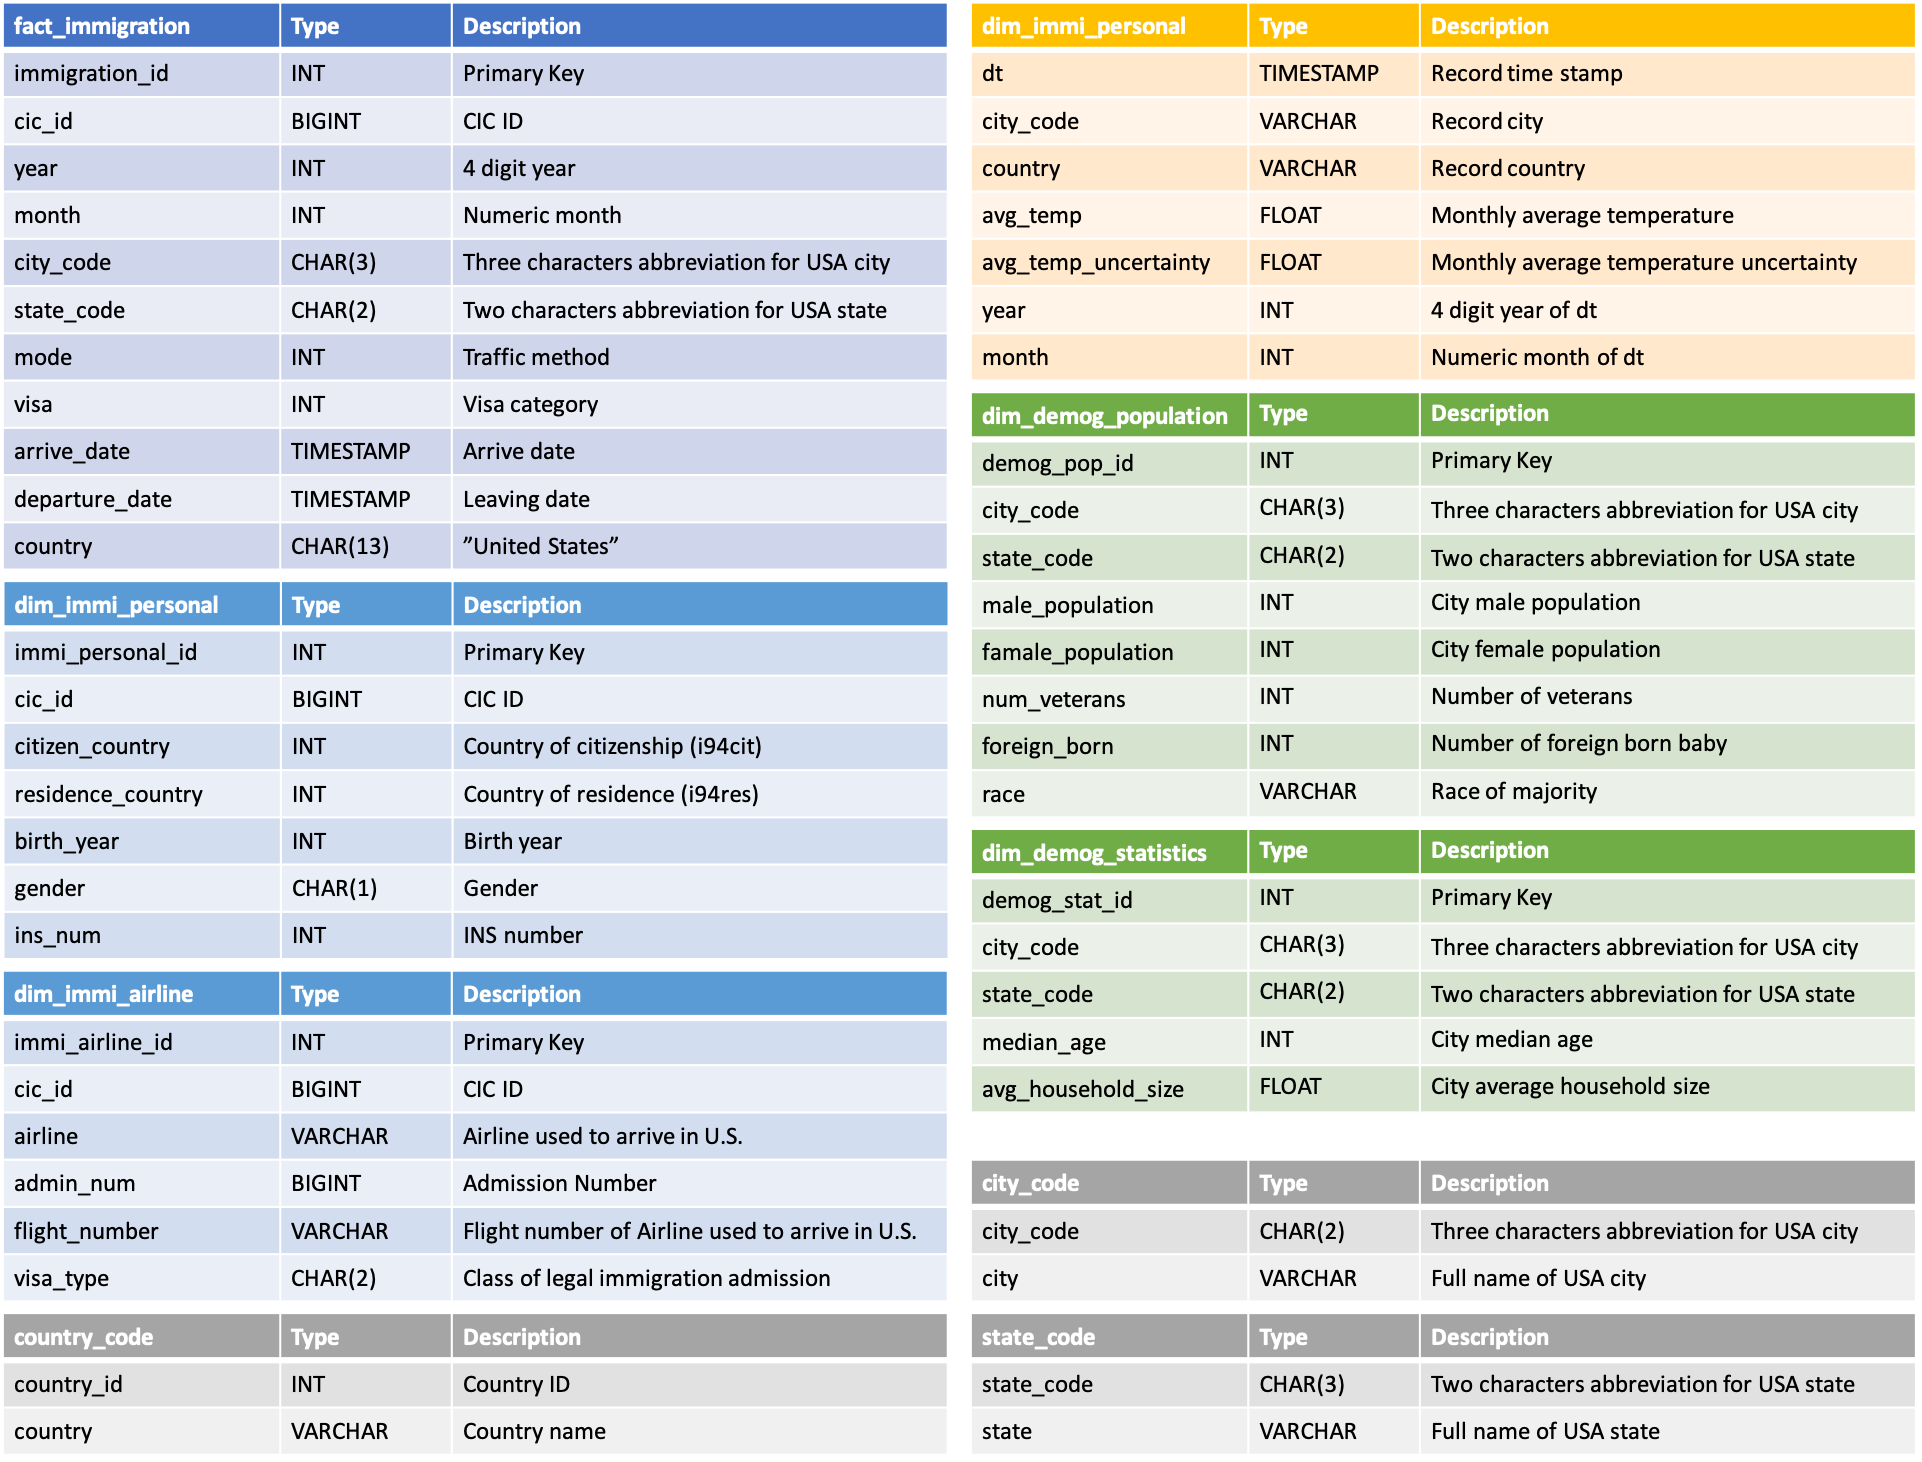 fact_immigration Type Description
immigration_id INT Primary Key
cic_id BIGINT CIC ID
year INT 4 digit year
month INT Numeric month
city_code CHAR(3) Three characters abbreviation for USA city
state_code CHAR(2) Two characters abbreviation for USA state
mode INT Traffic method
visa INT Visa category
arrive_date TIMESTAMP Arrive date
departure_date TIMESTAMP Leaving date
country CHAR(13) ”United States”
dim_immi_personal Type Description
immi_personal_id INT Primary Key
cic_id BIGINT CIC ID
citizen_country INT Country of citizenship (i94cit)
residence_country INT Country of residence (i94res)
birth_year INT Birth year
gender CHAR(1) Gender
ins_num INT INS number
dim_immi_airline Type Description
immi_airline_id INT Primary Key
cic_id BIGINT CIC ID
airline VARCHAR Airline used to arrive in U.S.
admin_num BIGINT Admission Number
flight_number VARCHAR Flight number of Airline used to arrive in U.S.
visa_type CHAR(2) Class of legal immigration admission
country_code Type Description
country_id INT Country ID
country VARCHAR Country name
dim_immi_personal Type Description
dt TIMESTAMP Record time stamp
city_code VARCHAR Record city
country VARCHAR Record country
avg_temp FLOAT Monthly average temperature
avg_temp_uncertainty FLOAT Monthly average temperature uncertainty
year INT 4 digit year of dt
month INT Numeric month of dt
dim_demog_population Type Description
demog_pop_id INT Primary Key
city_code CHAR(3) Three characters abbreviation for USA city
state_code CHAR(2) Two characters abbreviation for USA state
male_population INT City male population
famale_population INT City female population
num_veterans INT Number of veterans
foreign_born INT Number of foreign born baby
race VARCHAR Race of majority
dim_demog_statistics Type Description
demog_stat_id INT Primary Key
city_code CHAR(3) Three characters abbreviation for USA city
state_code CHAR(2) Two characters abbreviation for USA state
median_age INT City median age
avg_household_size FLOAT City average household size
city_code Type Description
city_code CHAR(2) Three characters abbreviation for USA city
city VARCHAR Full name of USA city
state_code Type Description
state_code CHAR(3) Two characters abbreviation for USA state
state VARCHAR Full name of USA state